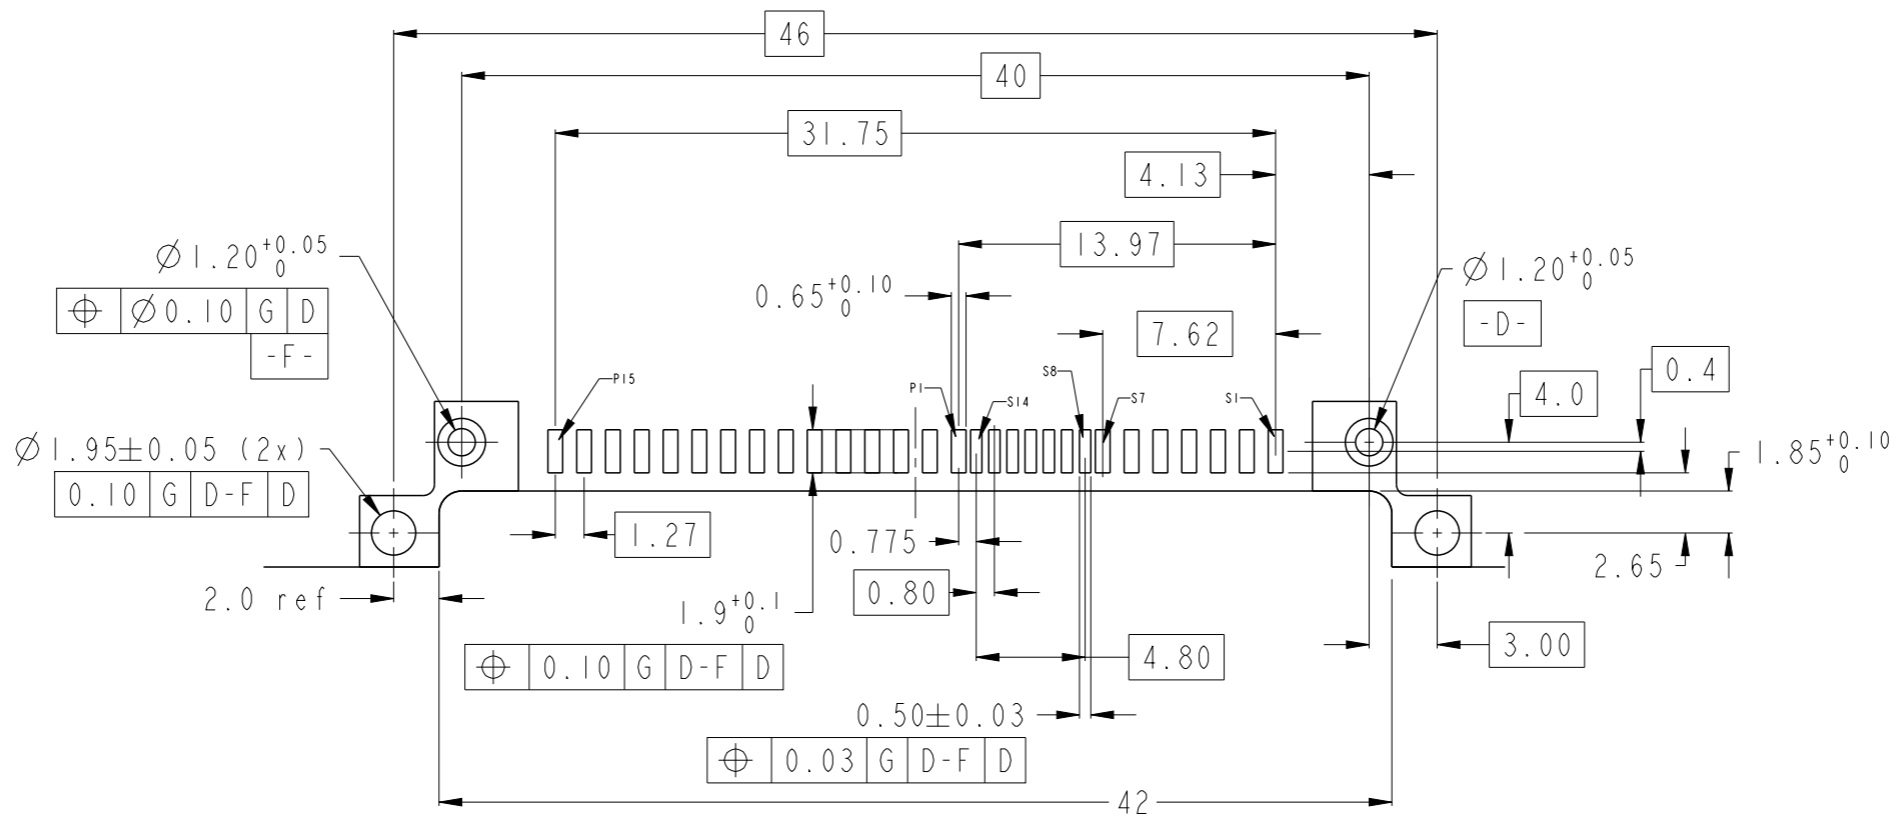 46
40
31.75
4.13
13.97
Ø1.20+0.05 0
⌖ Ø0.10 G D
-F-
0.65+0.10 0
7.62
Ø1.20+0.05 0
-D-
0.4
4.0
P15
P1
S14
S8
S7
S1
Ø1.95±0.05 (2x)
0.10 G D-F D
1.85+0.10 0
1.27
0.775
0.80
2.65
2.0 ref
1.9+0.1 0
⌖ 0.10 G D-F D
4.80
3.00
0.50±0.03
⌖ 0.03 G D-F D
42